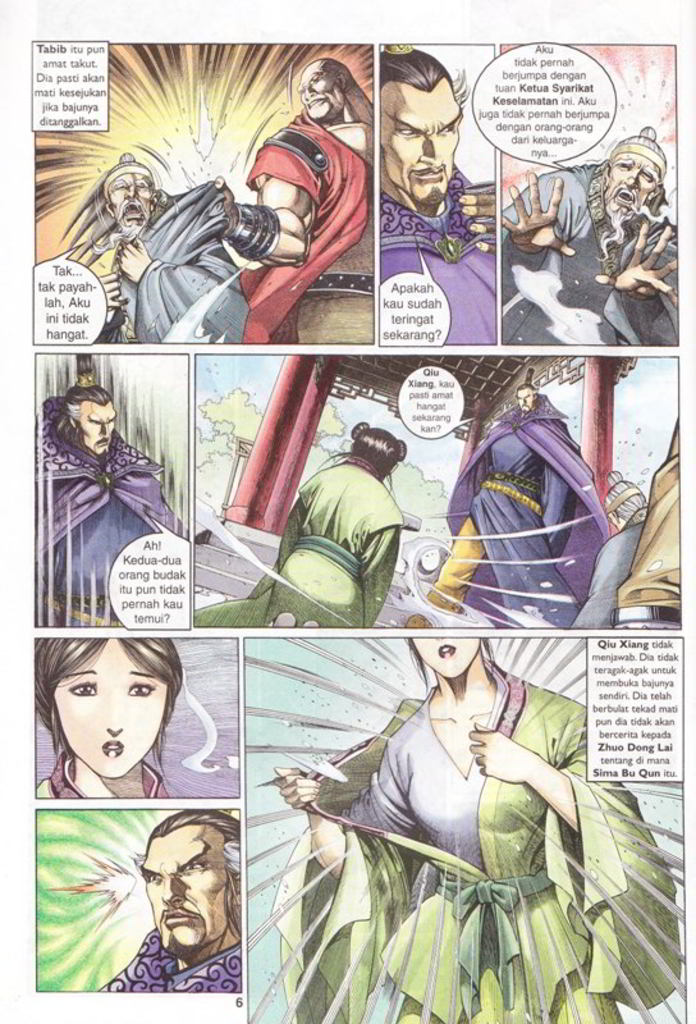 Tabib itu pun
amat takut.
Dia pasti akan
mati kesejukan
jika bajunya
ditanggalkan.
Tak...
tak payah-
lah, Aku
ini tidak
hangat.
Apakah
kau sudah
teringat
sekarang?
Aku
tidak pernah
berjumpa dengan
tuan Ketua Syarikat
Keselamatan ini. Aku
juga tidak pernah berjumpa
dengan orang-orang
dari keluarga-
nya...
Ah!
Kedua-dua
orang budak
itu pun tidak
pernah kau
temui?
Qiu
Xiang, kau
pasti amat
hangat
sekarang
kan?
Qiu Xiang tidak
menjawab. Dia tidak
teragak-agak untuk
membuka bajunya
sendiri. Dia telah
berbulat tekad mati
pun dia tidak akan
bercerita kepada
Zhuo Dong Lai
tentang di mana
Sima Bu Qun itu.
6